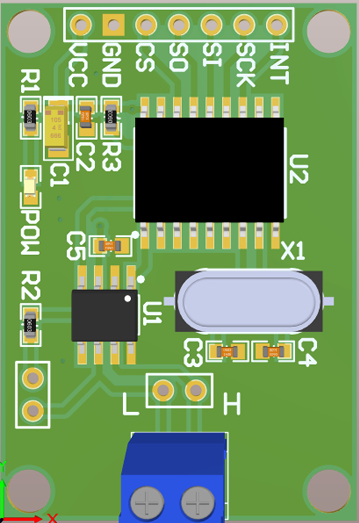 VCC GND CS SO SI SCK INT
R1
C1
C2
R3
U2
POW
C5
X1
R2
U1
C3
C4
L
H
X